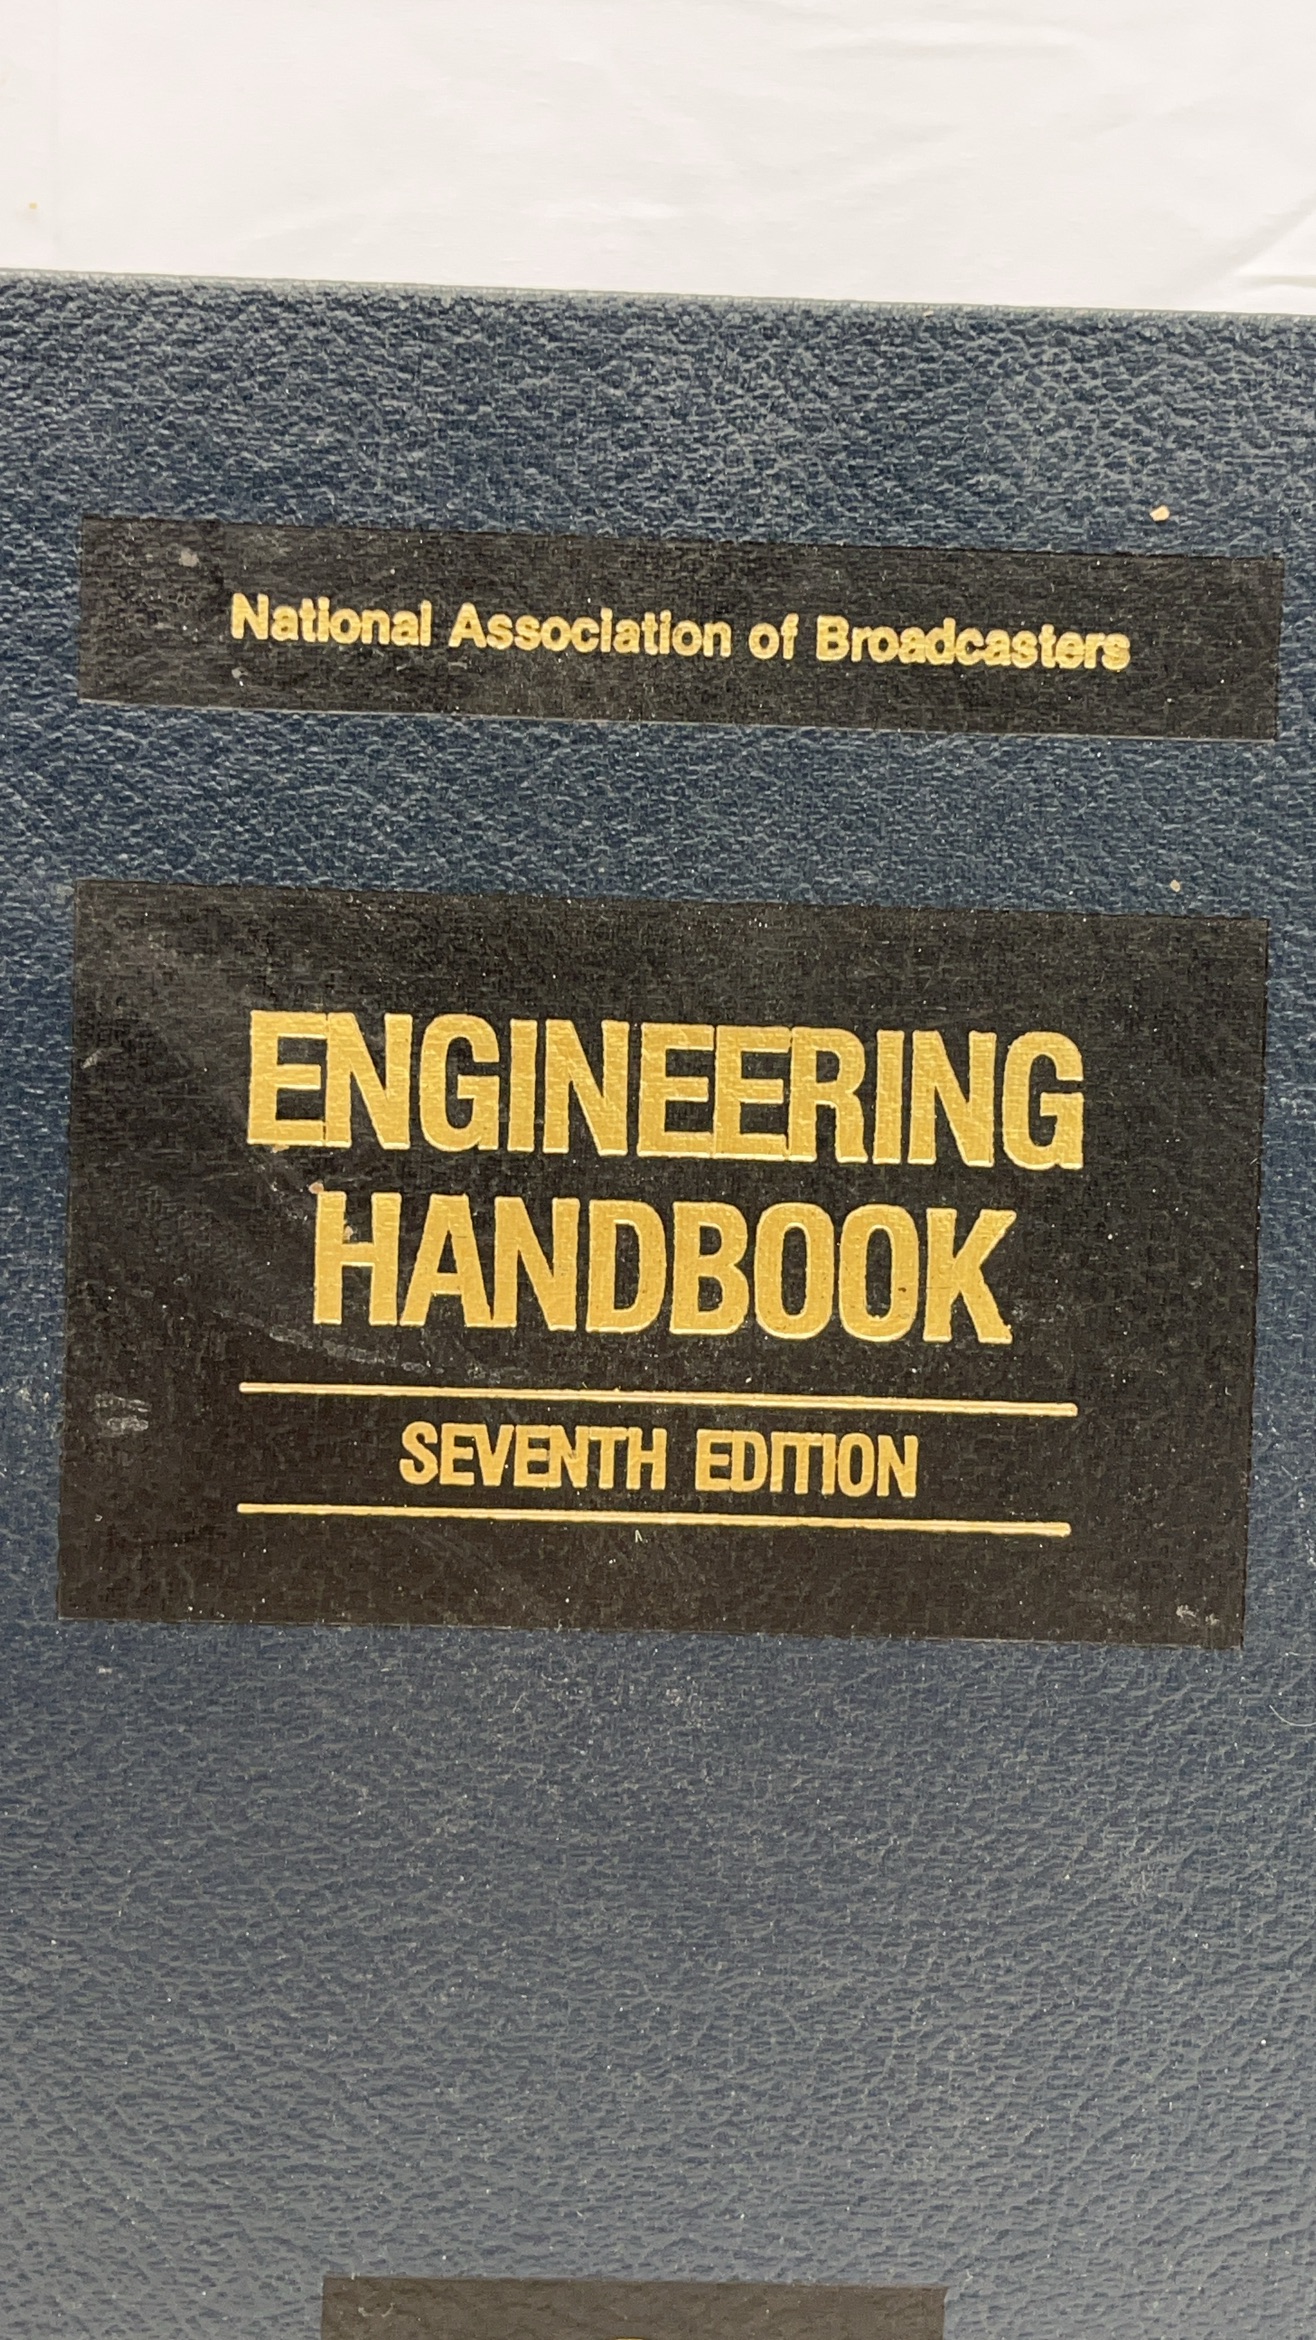 National Association of Broadcasters
ENGINEERING
HANDBOOK
SEVENTH EDITION